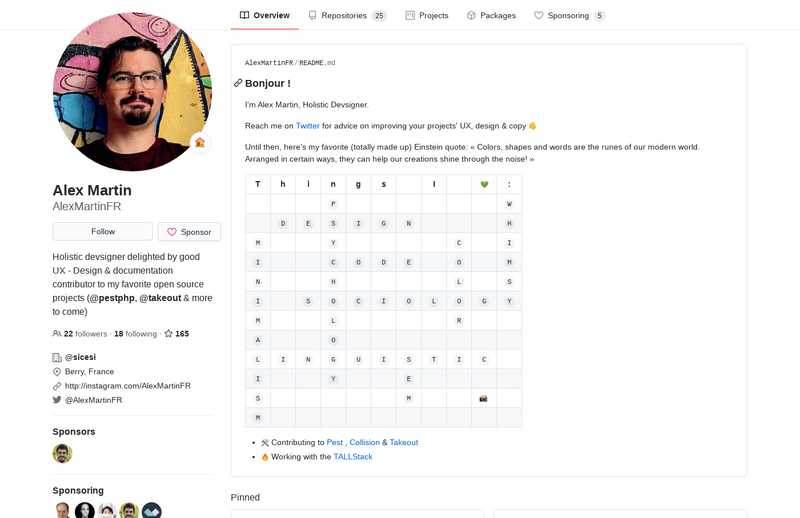 Overview
Repositories 25
Projects
Packages
Sponsoring 5
AlexMartinFR/README.md
Bonjour !
I'm Alex Martin, Holistic Devsigner.
Reach me on Twitter for advice on improving your projects' UX, design & copy 👋
Until then, here's my favorite (totally made up) Einstein quote: « Colors, shapes and words are the runes of our modern world.
Arranged in certain ways, they can help our creations shine through the noise! »
T h i n g s I 💚 :
P W
D E S I G N H
M Y C I
I C O D E O M
N H L S
I S O C I O L O G Y
M L R
A O
L I N G U I S T I C
I Y E
S M 📸
M
🛠 Contributing to Pest , Collision & Takeout
🔥 Working with the TALLStack
Pinned
Alex Martin
AlexMartinFR
Follow
Sponsor
Holistic devsigner delighted by good
UX - Design & documentation
contributor to my favorite open source
projects (@pestphp, @takeout & more
to come)
22 followers · 18 following · 165
@sicesi
Berry, France
http://instagram.com/AlexMartinFR
@AlexMartinFR
Sponsors
Sponsoring